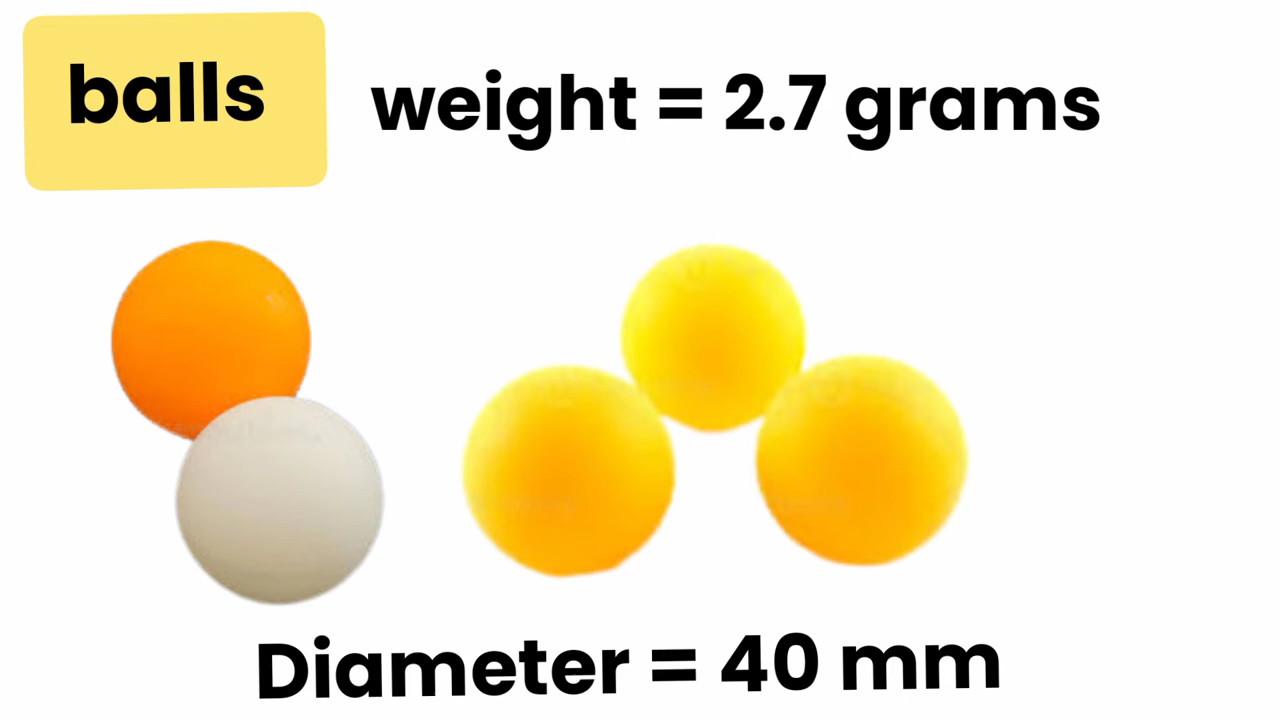 balls
weight = 2.7 grams
Diameter = 40 mm